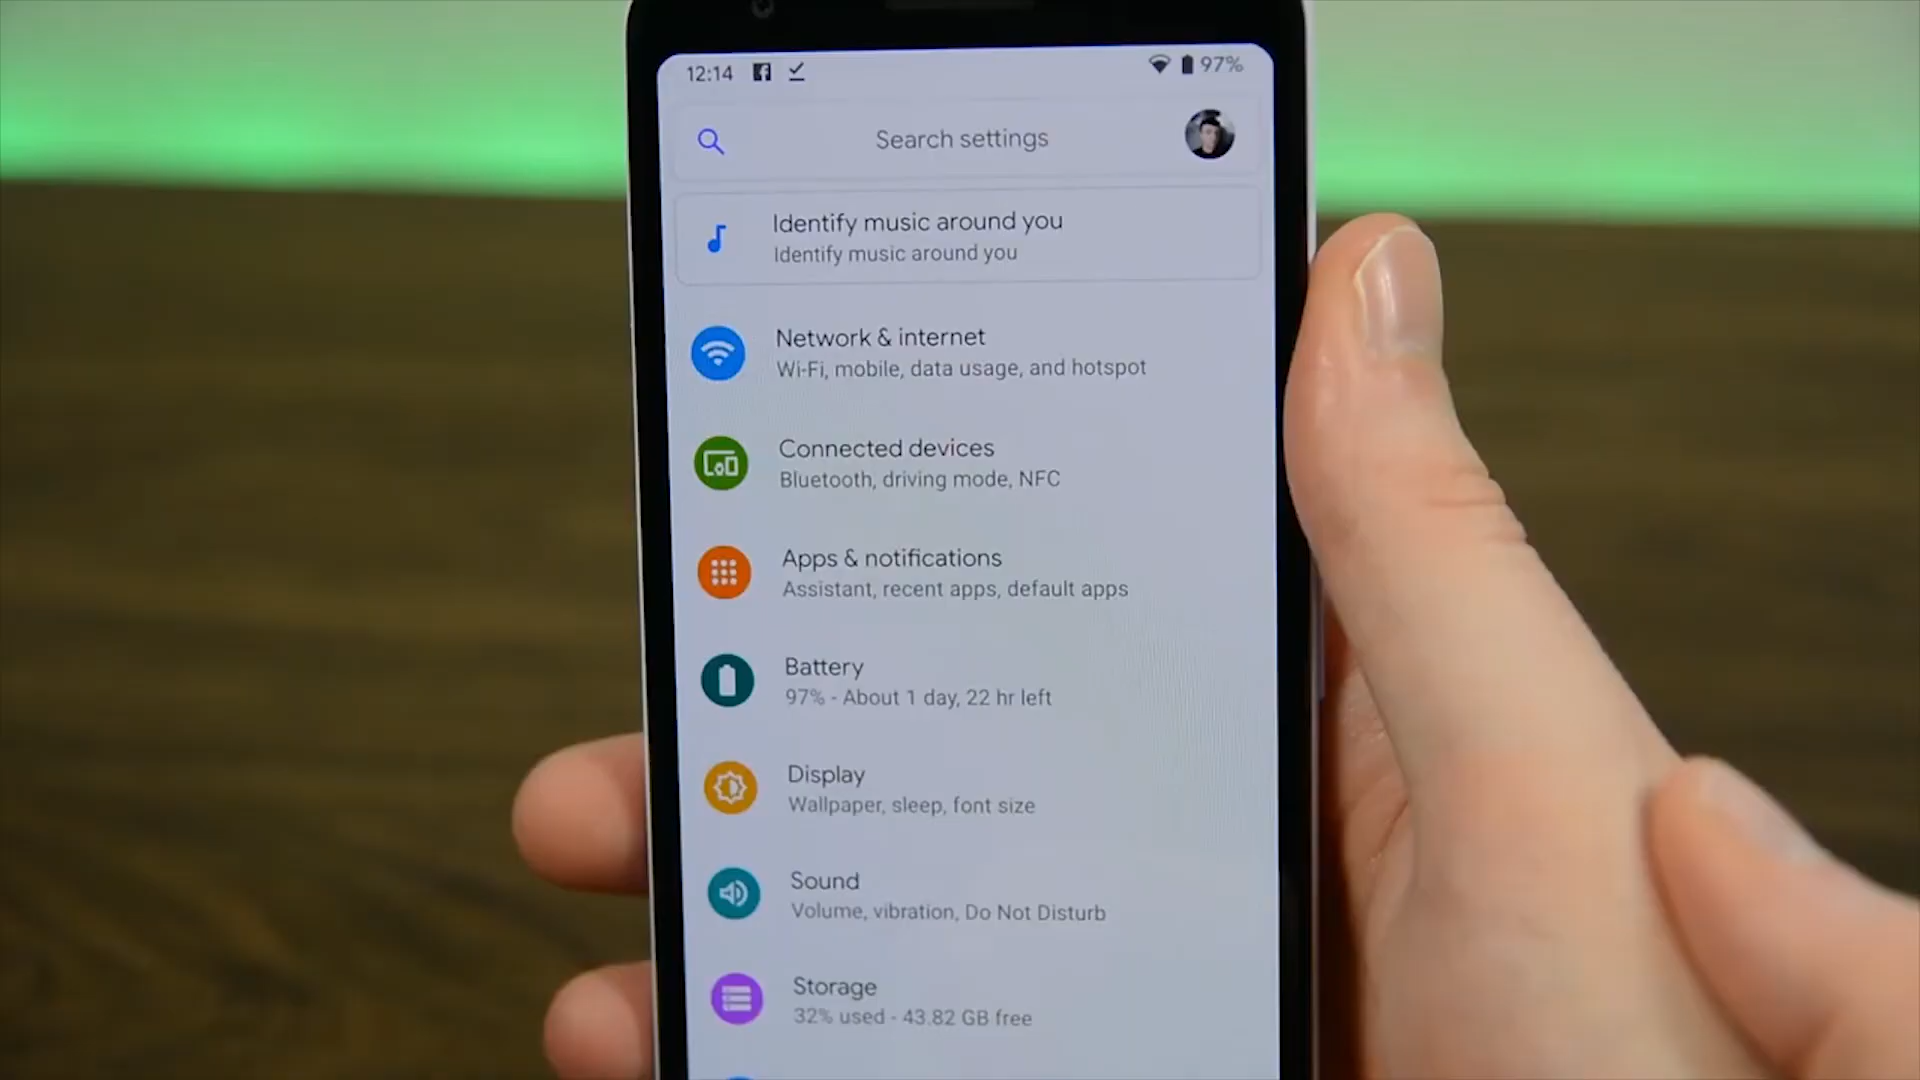 12:14
97%
Search settings
Identify music around you
Identify music around you
Network & internet
Wi-Fi, mobile, data usage, and hotspot
Connected devices
Bluetooth, driving mode, NFC
Apps & notifications
Assistant, recent apps, default apps
Battery
97% - About 1 day, 22 hr left
Display
Wallpaper, sleep, font size
Sound
Volume, vibration, Do Not Disturb
Storage
32% used - 43.82 GB free